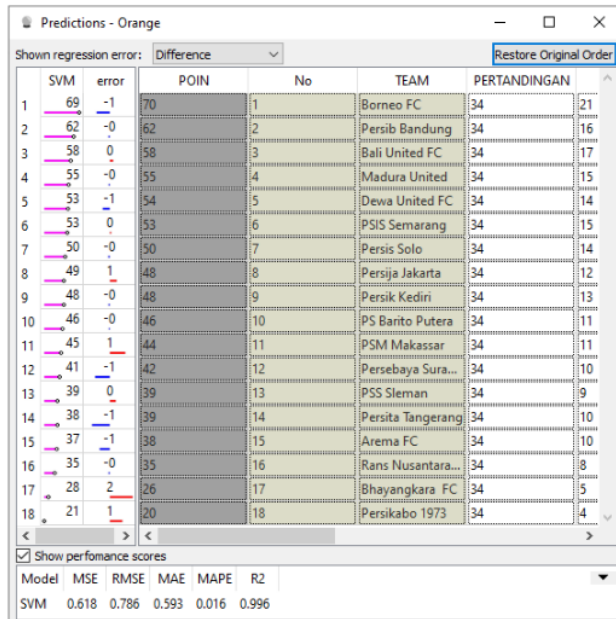 Predictions - Orange
Shown regression error: Difference Restore Original Order
SVM error POIN No TEAM PERTANDINGAN
1 69 -1 70 1 Borneo FC 34 21
2 62 -0 62 2 Persib Bandung 34 16
3 58 0 58 3 Bali United FC 34 17
4 55 -0 55 4 Madura United 34 15
5 53 -1 54 5 Dewa United FC 34 14
6 53 0 53 6 PSIS Semarang 34 15
7 50 -0 50 7 Persis Solo 34 14
8 49 1 48 8 Persija Jakarta 34 12
9 48 -0 48 9 Persik Kediri 34 13
10 46 -0 46 10 PS Barito Putera 34 11
11 45 1 44 11 PSM Makassar 34 11
12 41 -1 42 12 Persebaya Sura... 34 10
13 39 0 39 13 PSS Sleman 34 9
14 38 -1 39 14 Persita Tangerang 34 10
15 37 -1 38 15 Arema FC 34 10
16 35 -0 35 16 Rans Nusantara... 34 8
17 28 2 26 17 Bhayangkara FC 34 5
18 21 1 20 18 Persikabo 1973 34 4
Show perfomance scores
Model MSE RMSE MAE MAPE R2
SVM 0.618 0.786 0.593 0.016 0.996